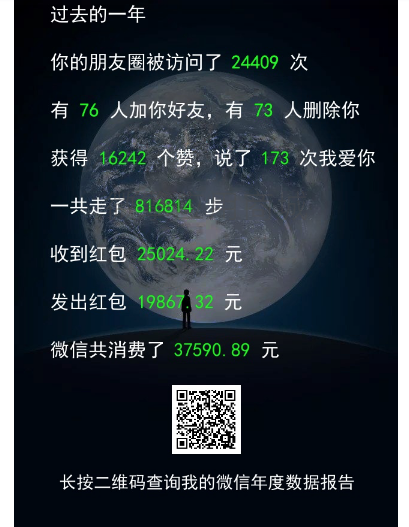 过去的一年
你的朋友圈被访问了 24409 次
有 76 人加你好友，有 73 人删除你
获得 16242 个赞，说了 173 次我爱你
一共走了 816814 步
收到红包 25024.22 元
发出红包 19867.32 元
微信共消费了 37590.89 元
长按二维码查询我的微信年度数据报告